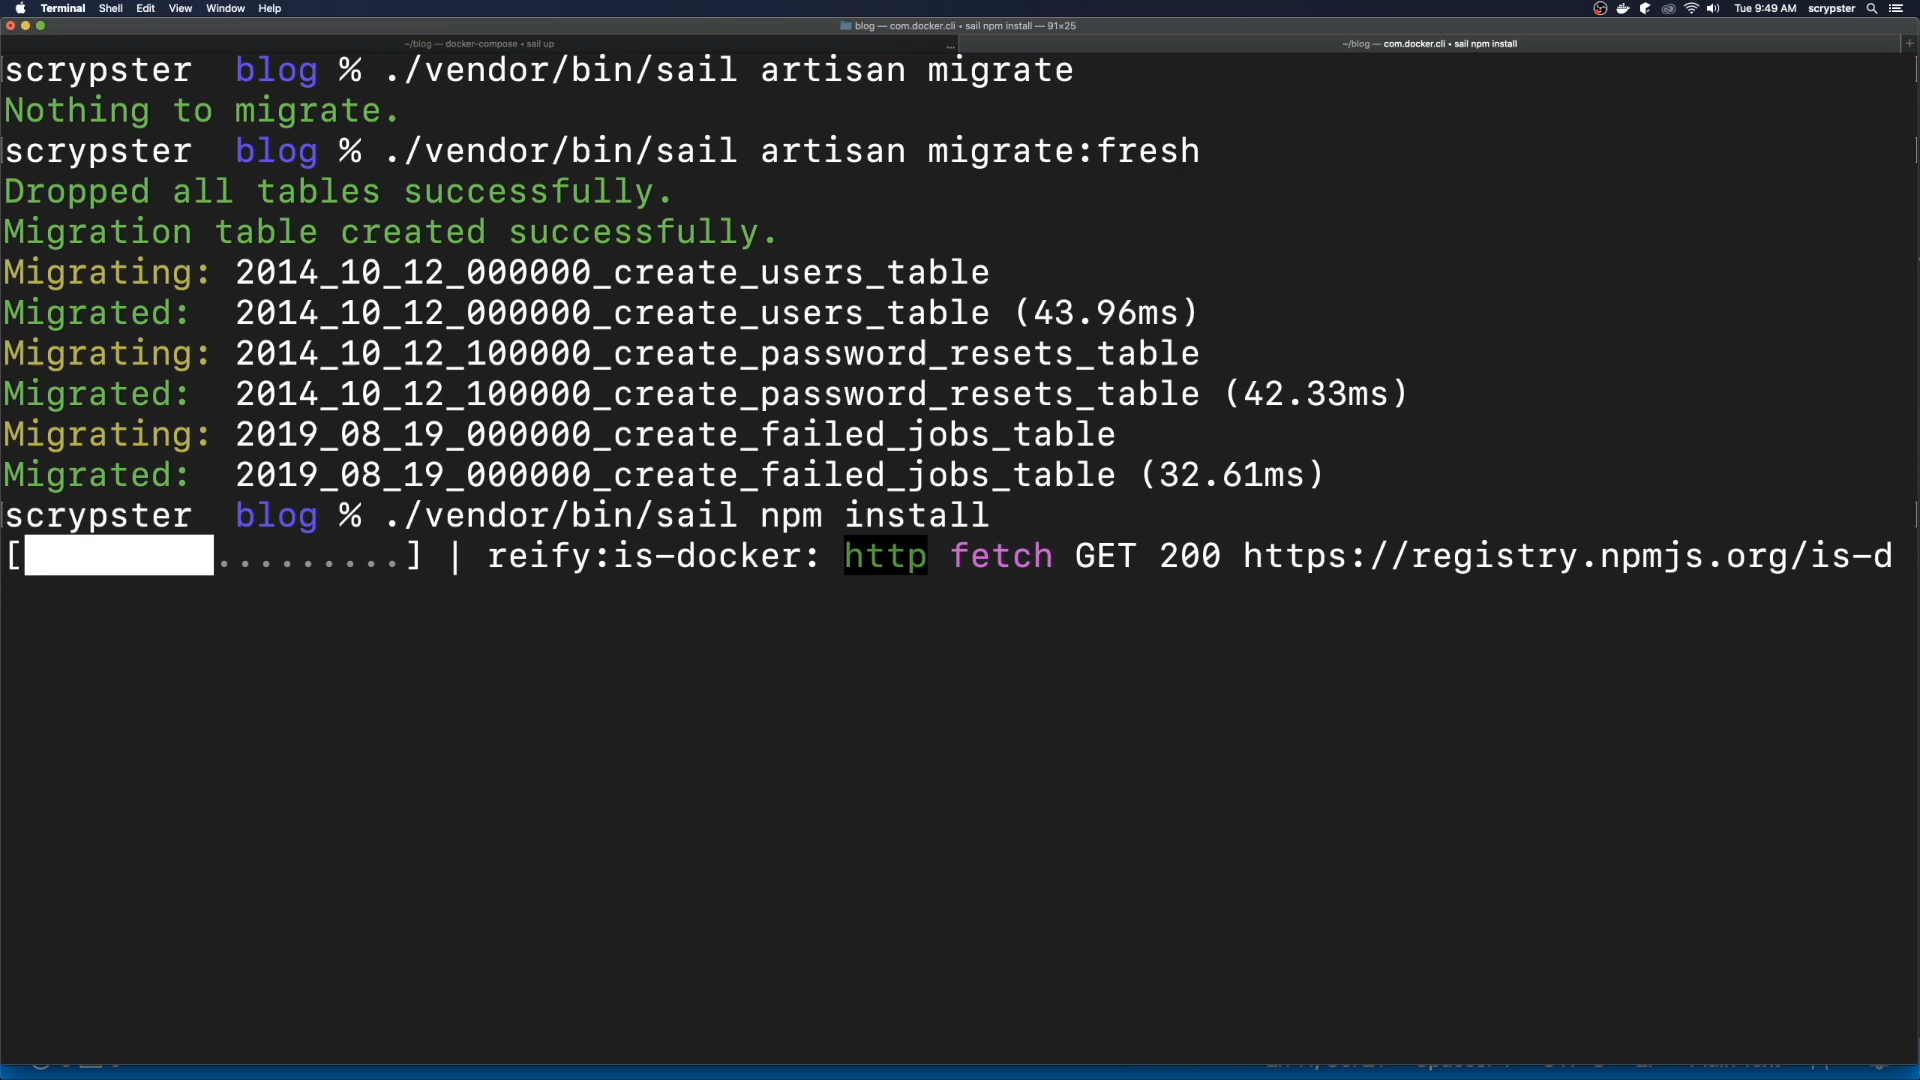 Terminal Shell Edit View Window Help Tue 9:49 AM scrypster
blog — com.docker.cli • sail npm install — 91×25
~/blog — docker-compose • sail up ... ~/blog — com.docker.cli • sail npm install +
scrypster blog % ./vendor/bin/sail artisan migrate
Nothing to migrate.
scrypster blog % ./vendor/bin/sail artisan migrate:fresh
Dropped all tables successfully.
Migration table created successfully.
Migrating: 2014_10_12_000000_create_users_table
Migrated: 2014_10_12_000000_create_users_table (43.96ms)
Migrating: 2014_10_12_100000_create_password_resets_table
Migrated: 2014_10_12_100000_create_password_resets_table (42.33ms)
Migrating: 2019_08_19_000000_create_failed_jobs_table
Migrated: 2019_08_19_000000_create_failed_jobs_table (32.61ms)
scrypster blog % ./vendor/bin/sail npm install
[ .........] | reify:is-docker: http fetch GET 200 https://registry.npmjs.org/is-d